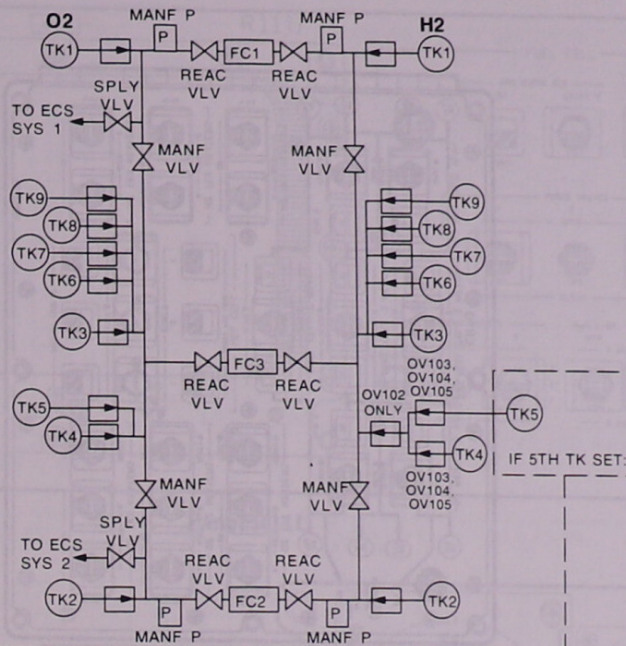 O2
MANF P
MANF P
H2
TK1
P
FC1
P
TK1
REAC
VLV
REAC
VLV
SPLY
VLV
TO ECS
SYS 1
MANF
VLV
MANF
VLV
TK9
TK9
TK8
TK8
TK7
TK7
TK6
TK6
TK3
TK3
FC3
REAC
VLV
REAC
VLV
OV103,
OV104,
OV105
OV102
ONLY
TK5
TK5
TK4
TK4
IF 5TH TK SET:
OV103,
OV104,
OV105
MANF
VLV
MANF
VLV
SPLY
VLV
TO ECS
SYS 2
REAC
VLV
REAC
VLV
TK2
FC2
TK2
P
P
MANF P
MANF P